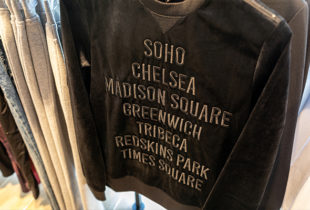 SOHO
CHELSEA
MADISON SQUARE
GREENWICH
TRIBECA
REDSKINS PARK
TIMES SQUARE